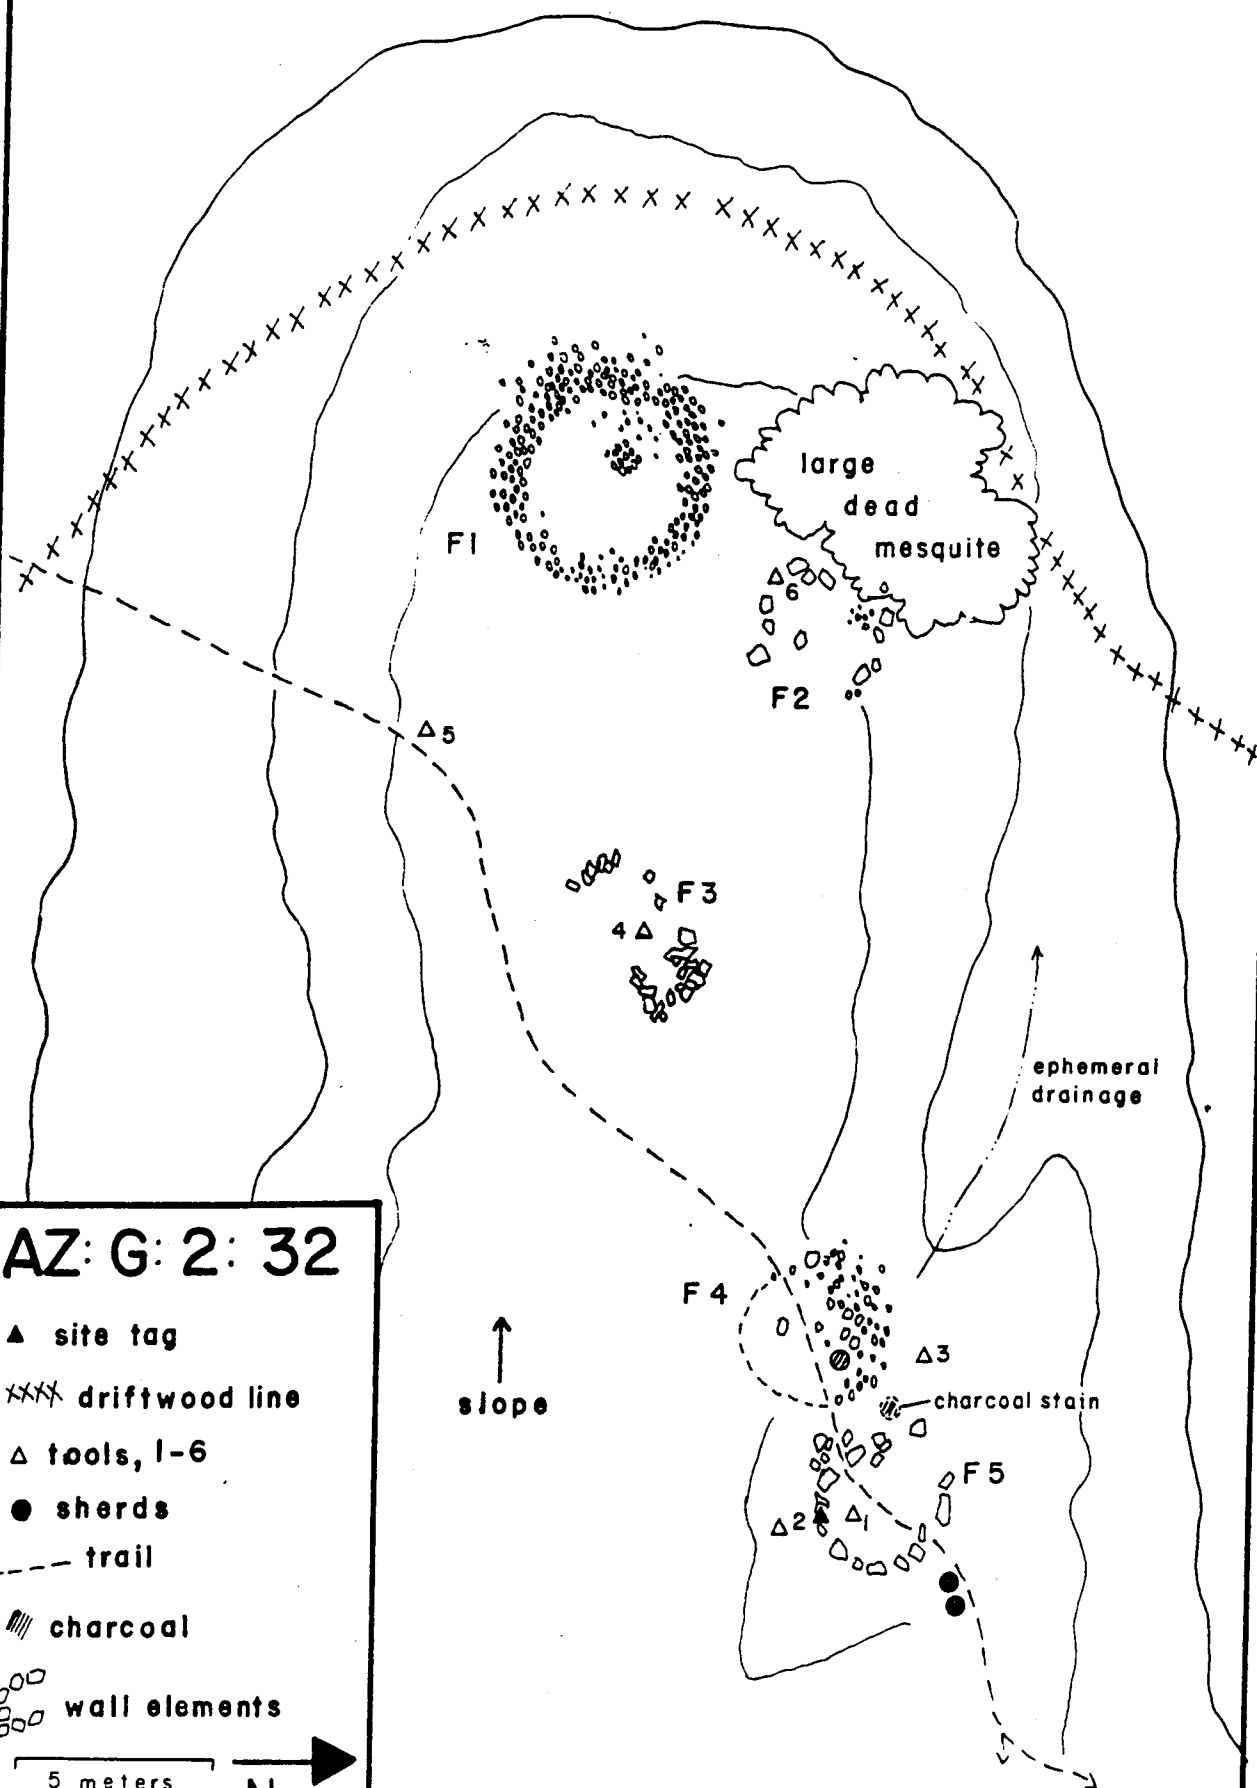 large
dead
mesquite
F1
6
F2
5
F3
4
ephemeral
drainage
F4
3
slope
charcoal stain
F5
2
1
AZ: G: 2: 32
site tag
xxxx driftwood line
tools, 1-6
sherds
trail
charcoal
wall elements
5 meters
N